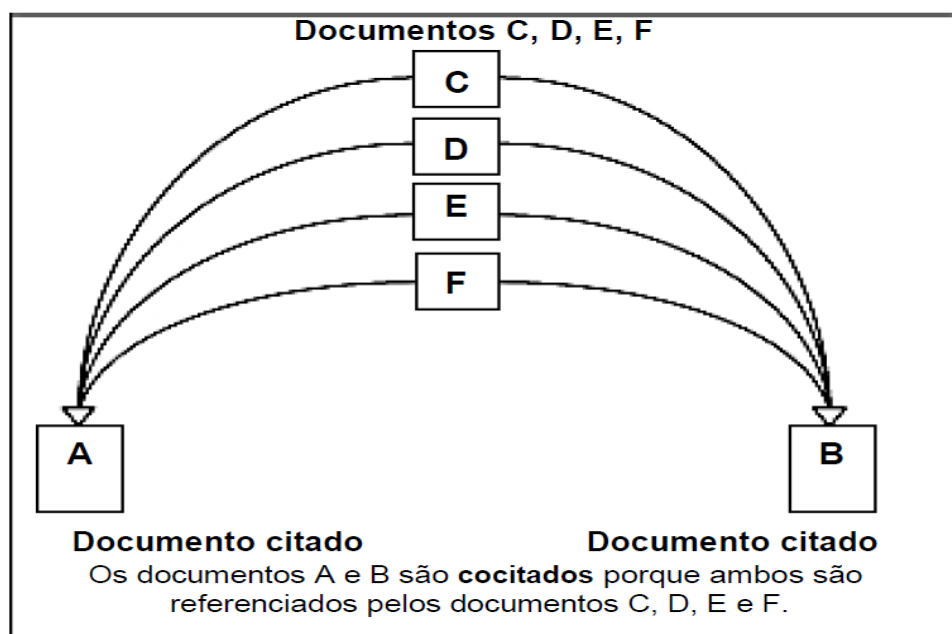 Documentos C, D, E, F
C
D
E
F
A
B
Documento citado
Documento citado
Os documentos A e B são cocitados porque ambos são
referenciados pelos documentos C, D, E e F.